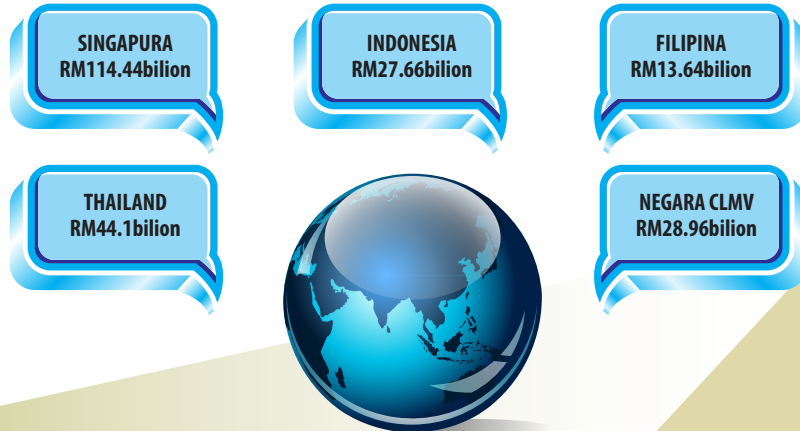 SINGAPURA
RM114.44bilion
INDONESIA
RM27.66bilion
FILIPINA
RM13.64bilion
THAILAND
RM44.1bilion
NEGARA CLMV
RM28.96bilion